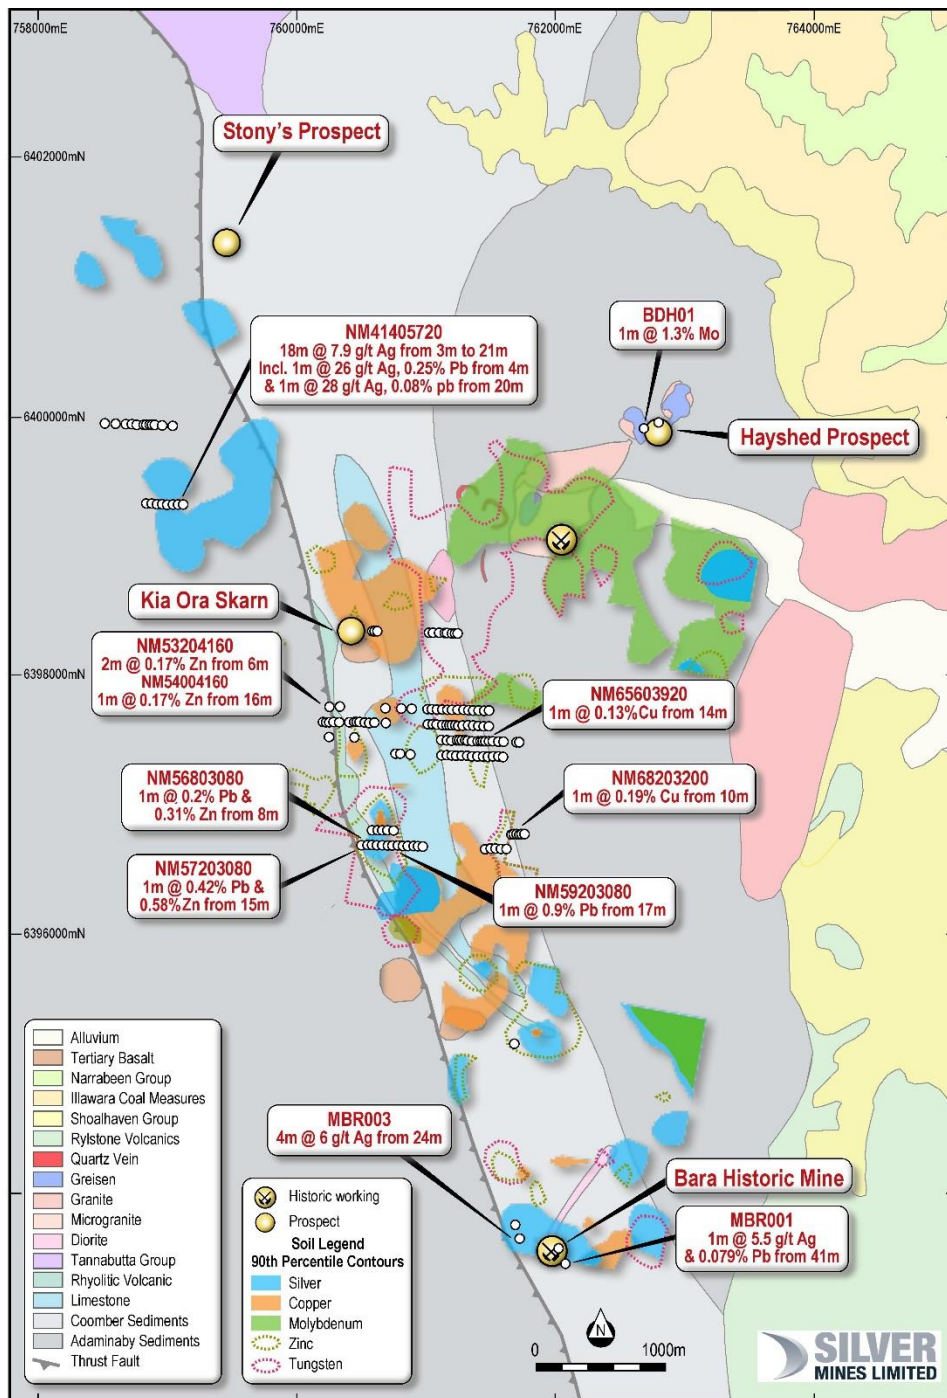 758000mE
760000mE
762000mE
764000mE
6402000mN
Stony's Prospect
BDH01
1m @ 1.3% Mo
NM41405720
18m @ 7.9 g/t Ag from 3m to 21m
Incl. 1m @ 26 g/t Ag, 0.25% Pb from 4m
& 1m @ 28 g/t Ag, 0.08% pb from 20m
6400000mN
Hayshed Prospect
Kia Ora Skarn
6398000mN
NM53204160
2m @ 0.17% Zn from 6m
NM54004160
1m @ 0.17% Zn from 16m
NM65603920
1m @ 0.13%Cu from 14m
NM56803080
1m @ 0.2% Pb &
0.31% Zn from 8m
NM68203200
1m @ 0.19% Cu from 10m
NM57203080
1m @ 0.42% Pb &
0.58%Zn from 15m
NM59203080
1m @ 0.9% Pb from 17m
6396000mN
Alluvium
Tertiary Basalt
Narrabeen Group
Illawara Coal Measures
Shoalhaven Group
Rylstone Volcanics
Quartz Vein
Greisen
Granite
Microgranite
Diorite
Tannabutta Group
Rhyolitic Volcanic
Limestone
Coomber Sediments
Adaminaby Sediments
Thrust Fault
MBR003
4m @ 6 g/t Ag from 24m
Bara Historic Mine
MBR001
1m @ 5.5 g/t Ag
& 0.079% Pb from 41m
Historic working
Prospect
Soil Legend
90th Percentile Contours
Silver
Copper
Molybdenum
Zinc
Tungsten
N
0
1000m
SILVER
MINES LIMITED